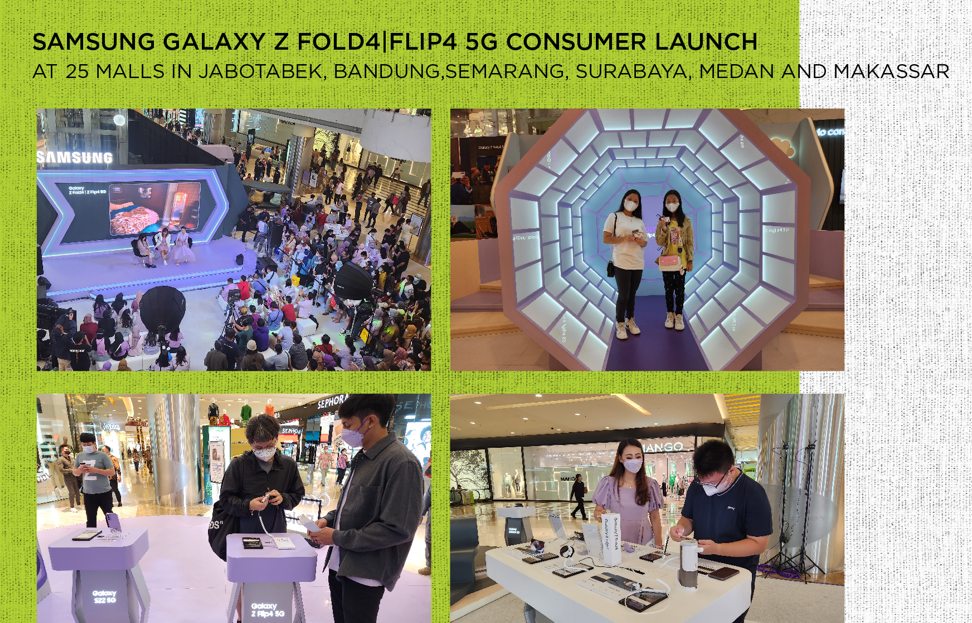 SAMSUNG GALAXY Z FOLD4|FLIP4 5G CONSUMER LAUNCH
AT 25 MALLS IN JABOTABEK, BANDUNG,SEMARANG, SURABAYA, MEDAN AND MAKASSAR
SAMSUNG
Galaxy
Z Fold4 | Z Flip4 5G
SEPHORA
MANGO
Galaxy
S22 5G
Galaxy
Z Flip4 5G